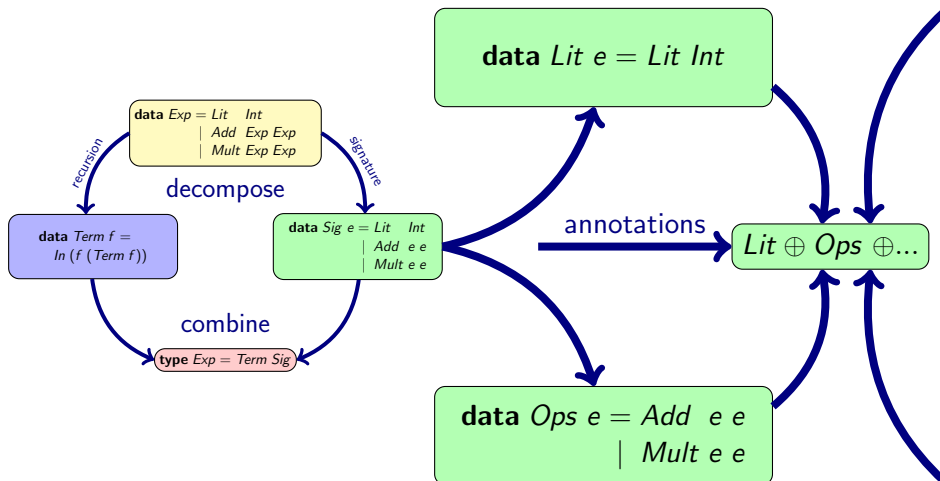 data Lit e = Lit Int
data Exp = Lit Int
| Add Exp Exp
| Mult Exp Exp
recursion
signature
decompose
data Term f =
In (f (Term f))
data Sig e = Lit Int
| Add e e
| Mult e e
annotations
Lit ⊕ Ops ⊕...
combine
type Exp = Term Sig
data Ops e = Add e e
| Mult e e